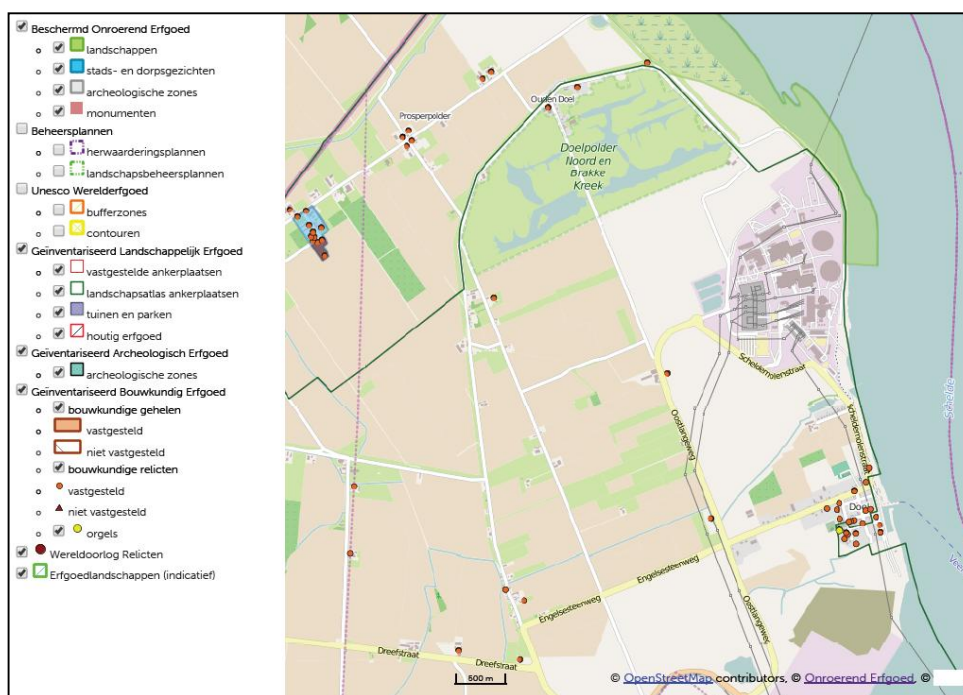 Beschermd Onroerend Erfgoed
landschappen
stads- en dorpsgezichten
archeologische zones
monumenten
Beheersplannen
herwaarderingsplannen
landschapsbeheersplannen
Unesco Werelderfgoed
bufferzones
contouren
Geïnventariseerd Landschappelijk Erfgoed
vastgestelde ankerplaatsen
landschapsatlas ankerplaatsen
tuinen en parken
houtig erfgoed
Geïventariseerd Archeologisch Erfgoed
archeologische zones
Geïventariseerd Bouwkundig Erfgoed
bouwkundige gehelen
vastgesteld
niet vastgesteld
bouwkundige relicten
vastgesteld
niet vastgesteld
orgels
Wereldoorlog Relicten
Erfgoedlandschappen (indicatief)
Prosperpolder
Ouden Doel
Doelpolder
Noord en
Brakke
Kreek
Schelde
Scheldemolenstraat
Scheldemolenstraat
Oostlangeweg
Doel
Engelsesteenweg
Engelsesteenweg
Oostlangeweg
Veer
Dreefstraat
Dreefstraat
500 m
© OpenStreetMap contributors, © Onroerend Erfgoed, ©